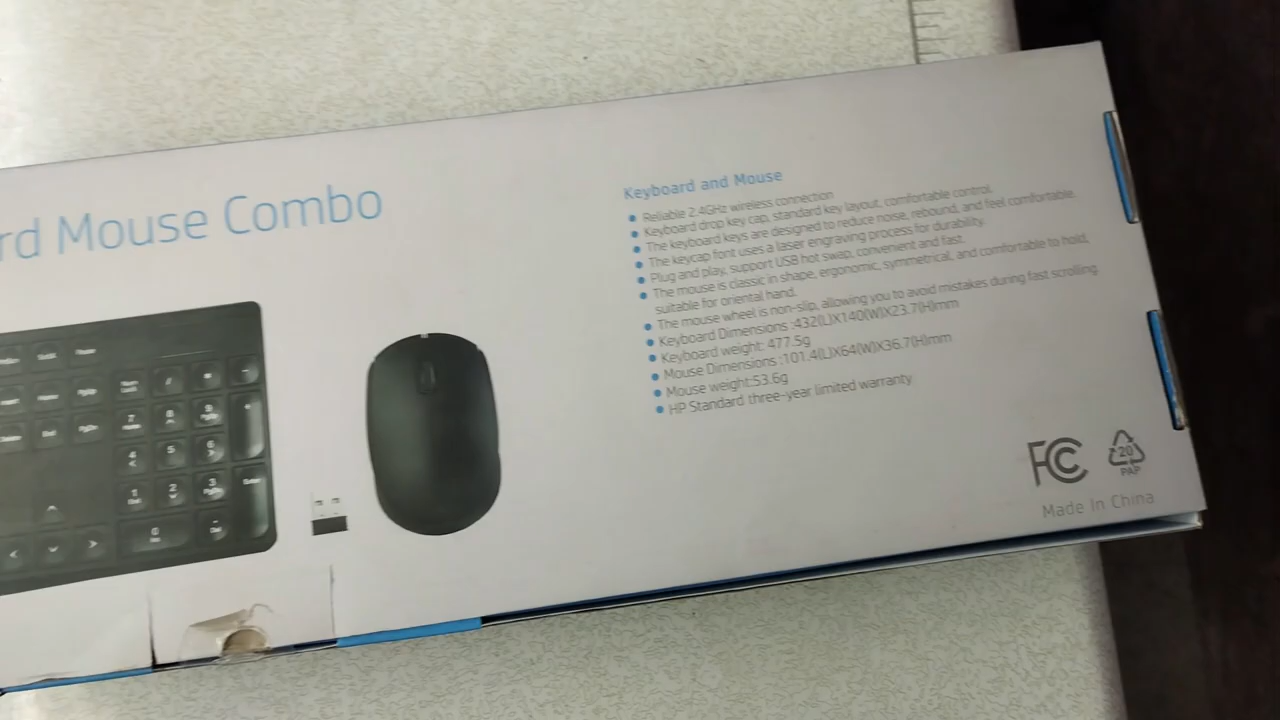 rd Mouse Combo
Keyboard and Mouse
Reliable 2.4GHz wireless connection
Keyboard drop key cap, standard key layout, comfortable control.
The keyboard keys are designed to reduce noise, rebound, and feel comfortable.
The keycap font uses a laser engraving process for durability.
Plug and play, support USB hot swap, convenient and fast.
The mouse is classic in shape, ergonomic, symmetrical, and comfortable to hold,
suitable for oriental hand.
The mouse wheel is non-slip, allowing you to avoid mistakes during fast scrolling
Keyboard Dimensions :432(L)X140(W)X23.7(H)mm
Keyboard weight: 477.5g
Mouse Dimensions :101.4(L)X64(W)X36.7(H)mm
Mouse weight:53.6g
HP Standard three-year limited warranty
FC
20
PAP
Made In China